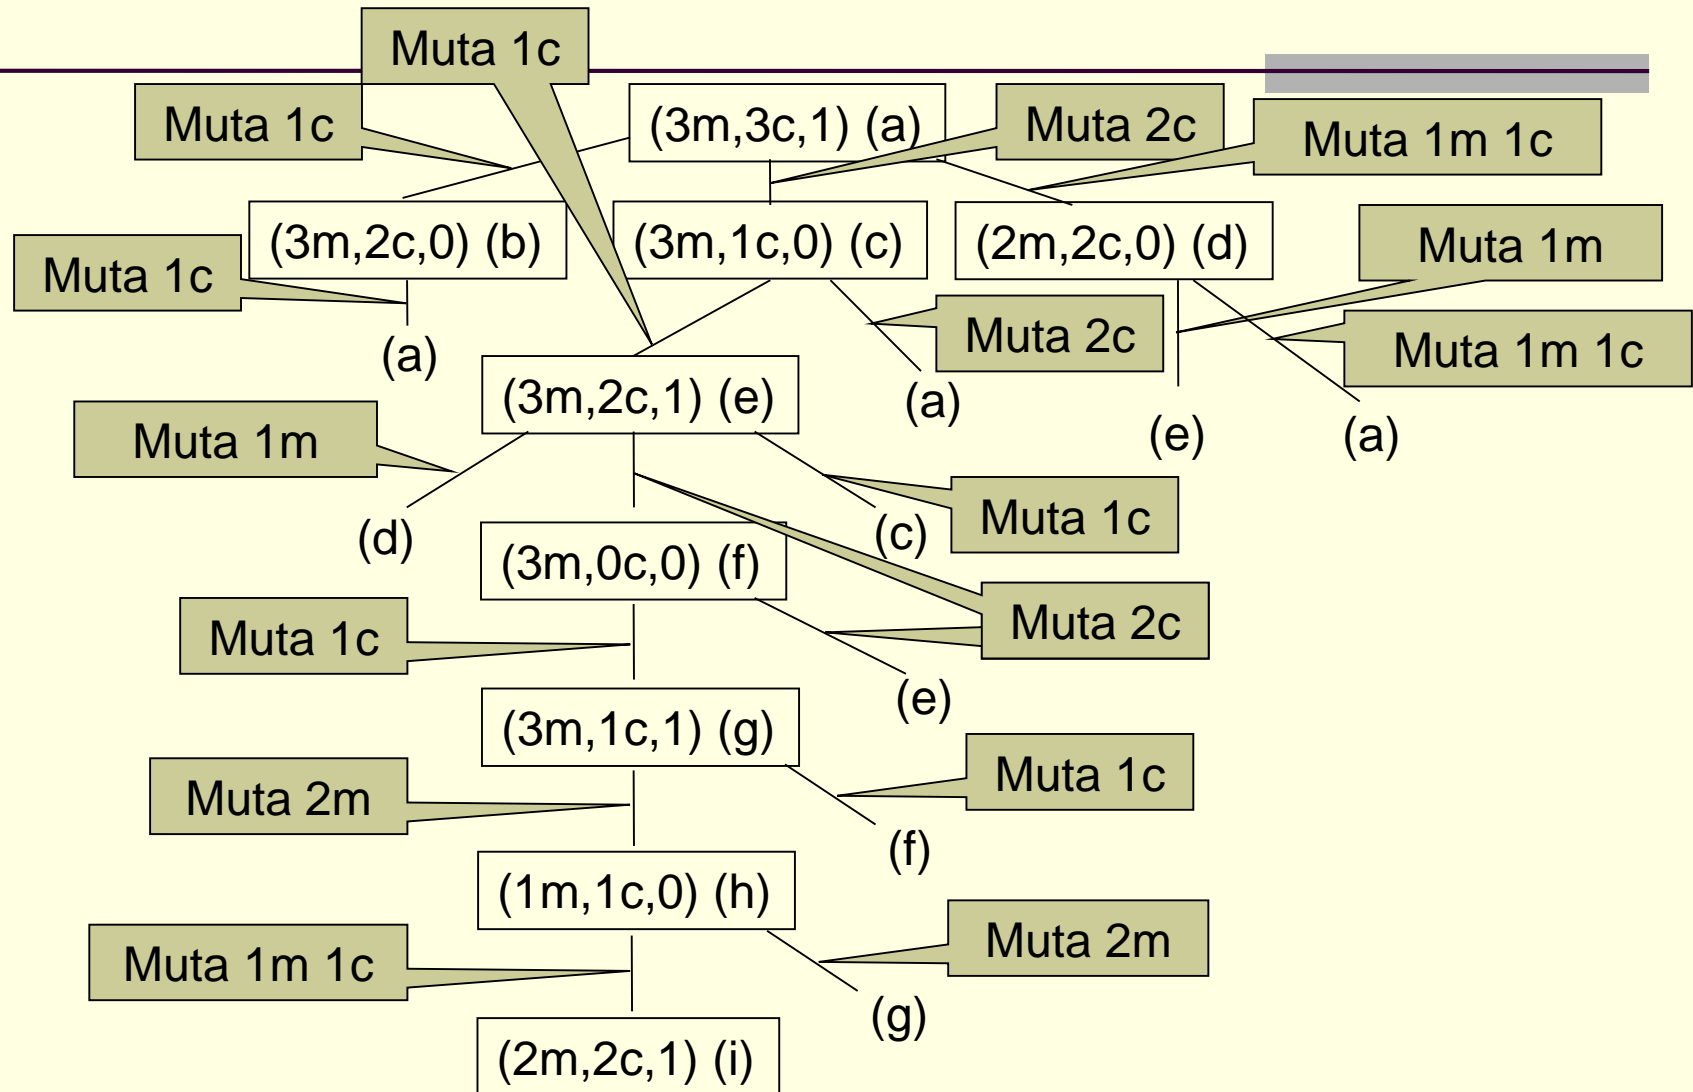 Muta 1c
Muta 1c
(3m,3c,1) (a)
Muta 2c
Muta 1m 1c
(3m,2c,0) (b)
(3m,1c,0) (c)
(2m,2c,0) (d)
Muta 1m
Muta 1c
Muta 2c
Muta 1m 1c
(a)
(3m,2c,1) (e)
(a)
(e)
(a)
Muta 1m
Muta 1c
(d)
(c)
(3m,0c,0) (f)
Muta 1c
Muta 2c
(e)
(3m,1c,1) (g)
Muta 2m
Muta 1c
(f)
(1m,1c,0) (h)
Muta 1m 1c
Muta 2m
(g)
(2m,2c,1) (i)